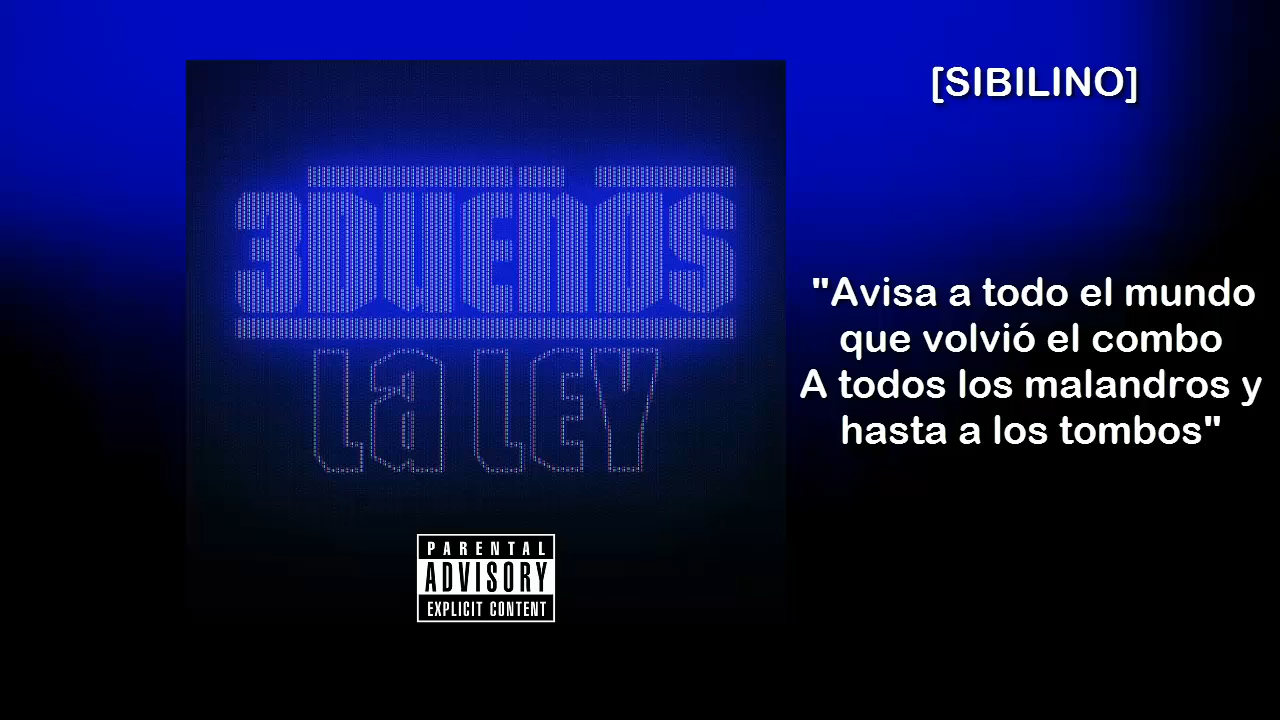 3DUEÑOS
La LEY
PARENTAL
ADVISORY
EXPLICIT CONTENT
[SIBILINO]
"Avisa a todo el mundo
que volvió el combo
A todos los malandros y
hasta a los tombos"